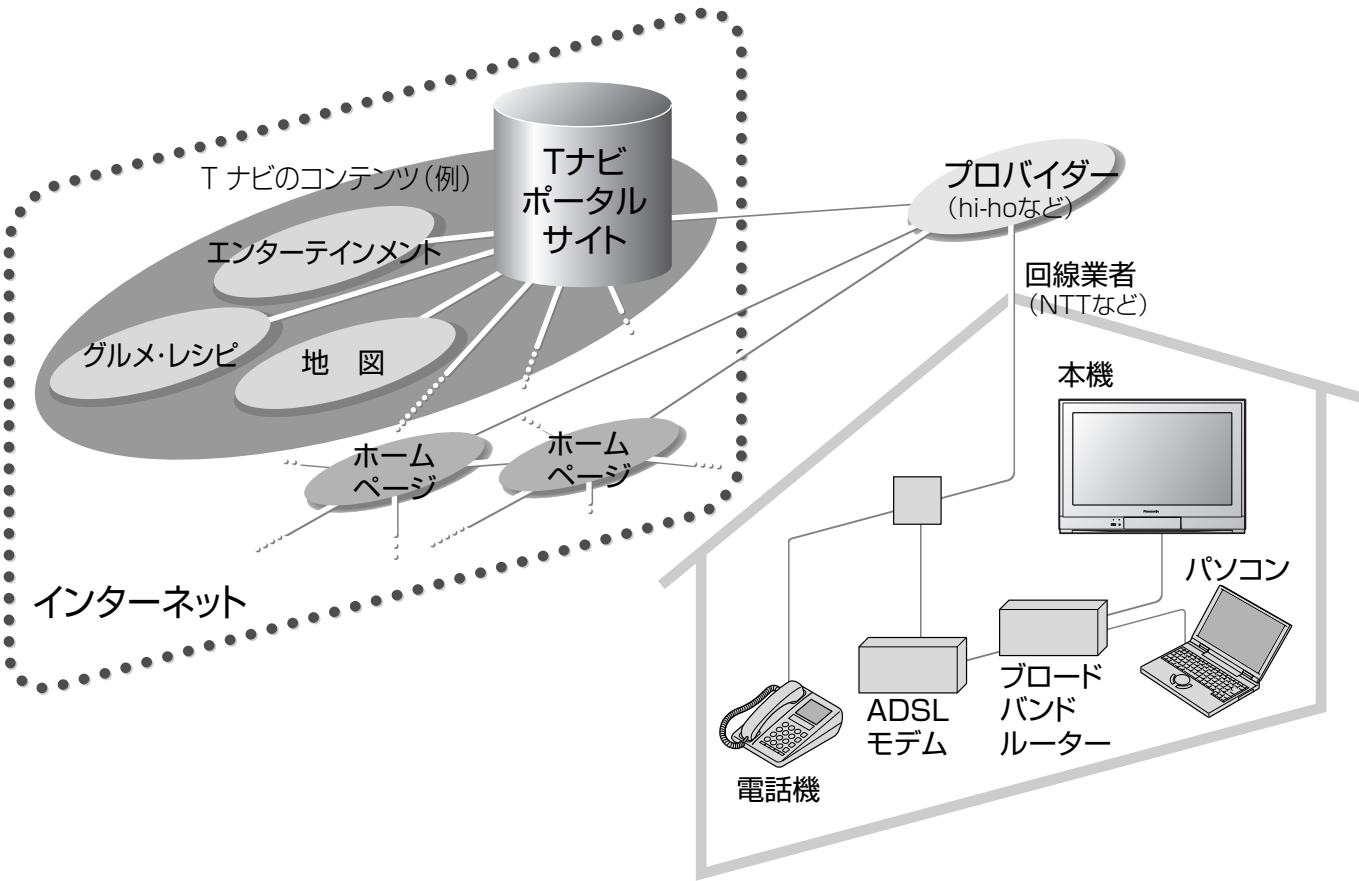 T ナビのコンテンツ(例)
Tナビ
ポータル
サイト
エンターテインメント
グルメ・レシピ
地 図
ホーム
ページ
ホーム
ページ
インターネット
プロバイダー
(hi-hoなど)
回線業者
(NTTなど)
本機
Panasonic
パソコン
ブロード
バンド
ルーター
ADSL
モデム
電話機